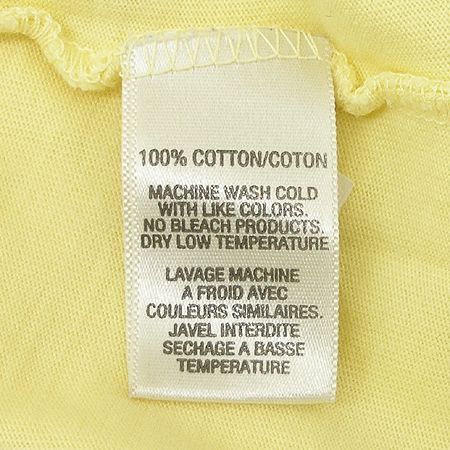 100% COTTON/COTON
MACHINE WASH COLD
WITH LIKE COLORS.
NO BLEACH PRODUCTS.
DRY LOW TEMPERATURE
LAVAGE MACHINE
A FROID AVEC
COULEURS SIMILAIRES.
JAVEL INTERDITE
SECHAGE A BASSE
TEMPERATURE